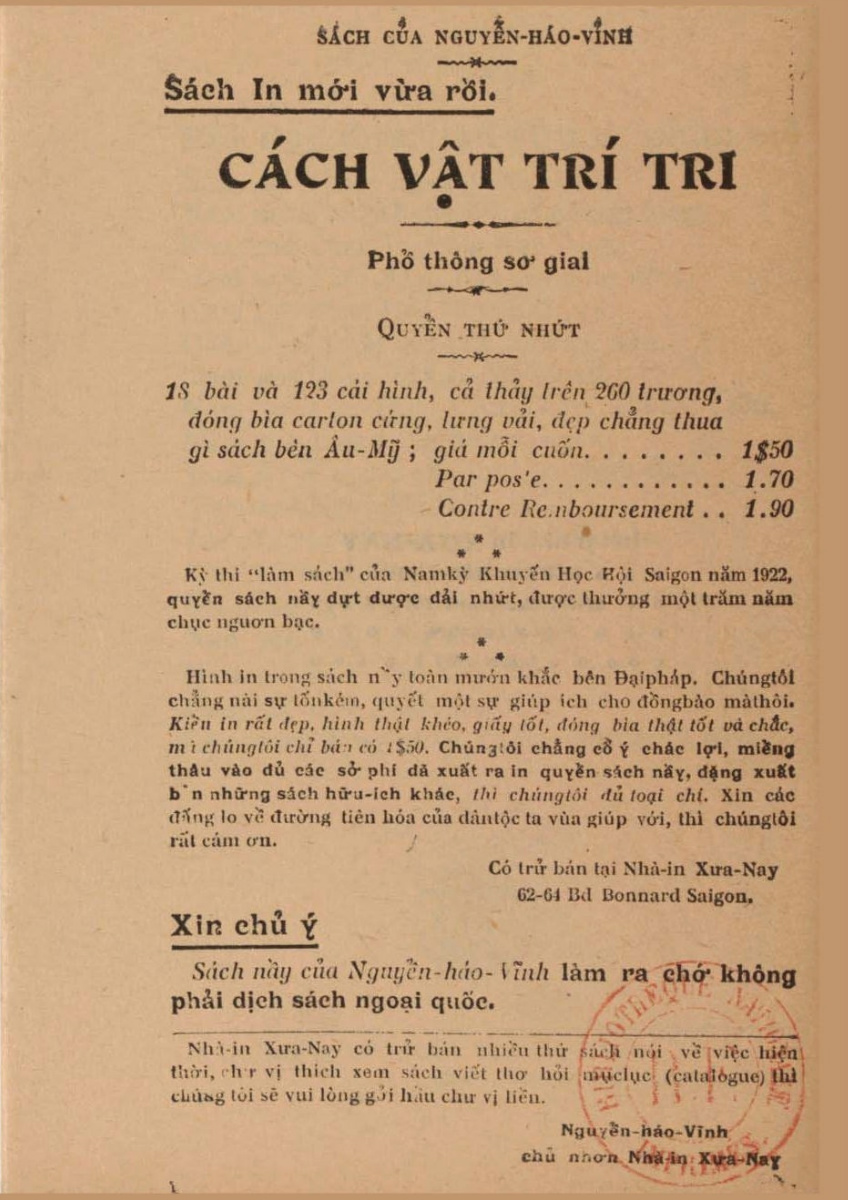 SÁCH CỦA NGUYỄN-HÁO-VĨNH
Sách In mới vừa rồi.
CÁCH VẬT TRÍ TRI
Phổ thông sơ giai
QUYỂN THỨ NHỨT
18 bài và 123 cái hình, cả thảy trên 260 trương,
đóng bìa carton cứng, lưng vải, đẹp chẳng thua
gì sách bên Âu-Mỹ ; giá mỗi cuốn. . . . . . . . 1$50
Par pos'e. . . . . . . . . . . . 1.70
Contre Remboursement . . 1.90
* * *
Kỳ thi "làm sách" của Namkỳ Khuyến Học Hội Saigon năm 1922,
quyển sách nầy dựt được dải nhứt, được thưởng một trăm năm
chục nguơn bạc.
* * *
Hình in trong sách nầy toàn mướn khắc bên Đạipháp. Chúngtôi
chẳng nài sự tốnkém, quyết một sự giúp ích cho đồngbào màthôi.
Kiểu in rất đẹp, hình thật khéo, giấy tốt, đóng bìa thật tốt và chắc,
mà chúngtôi chỉ bán có 1$50. Chúngtôi chẳng cố ý chác lợi, miễng
thâu vào đủ các sở phí đã xuất ra in quyển sách nầy, đặng xuất
bản những sách hữu-ích khác, thì chúngtôi đủ toại chí. Xin các
đấng lo về đường tiên hóa của dântộc ta vùa giúp với, thì chúngtôi
rất cám ơn.
Có trử bán tại Nhà-in Xưa-Nay
62-64 Bd Bonnard Saigon.
Xin chủ ý
Sách nầy của Nguyễn-háo-Vĩnh làm ra chớ không
phải dịch sách ngoại quốc.
Nhà-in Xưa-Nay có trử bán nhiều thứ sách nói về việc hiện
thời, chư vị thích xem sách viết thơ hỏi mụclục (catalogue) thì
chúng tôi sẽ vui lòng gởi hầu chư vị liền.
Nguyễn-háo-Vĩnh
chủ nhơn Nhà-in Xưa-Nay